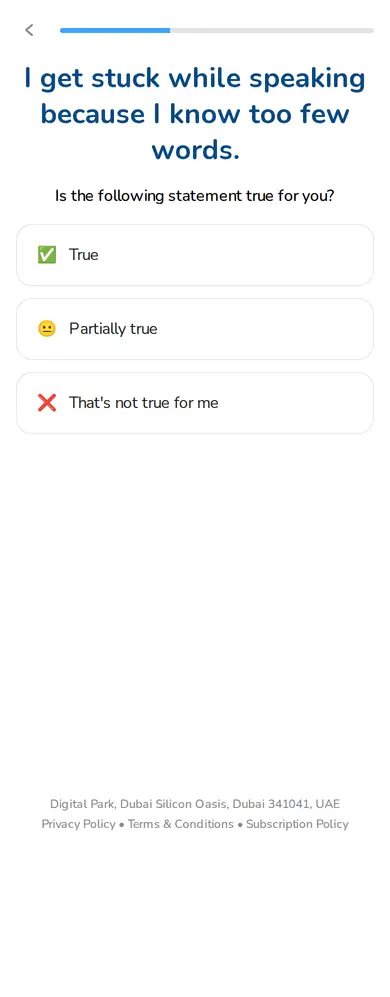 I get stuck while speaking
because I know too few
words.
Is the following statement true for you?
True
Partially true
That's not true for me
Digital Park, Dubai Silicon Oasis, Dubai 341041, UAE
Privacy Policy • Terms & Conditions • Subscription Policy